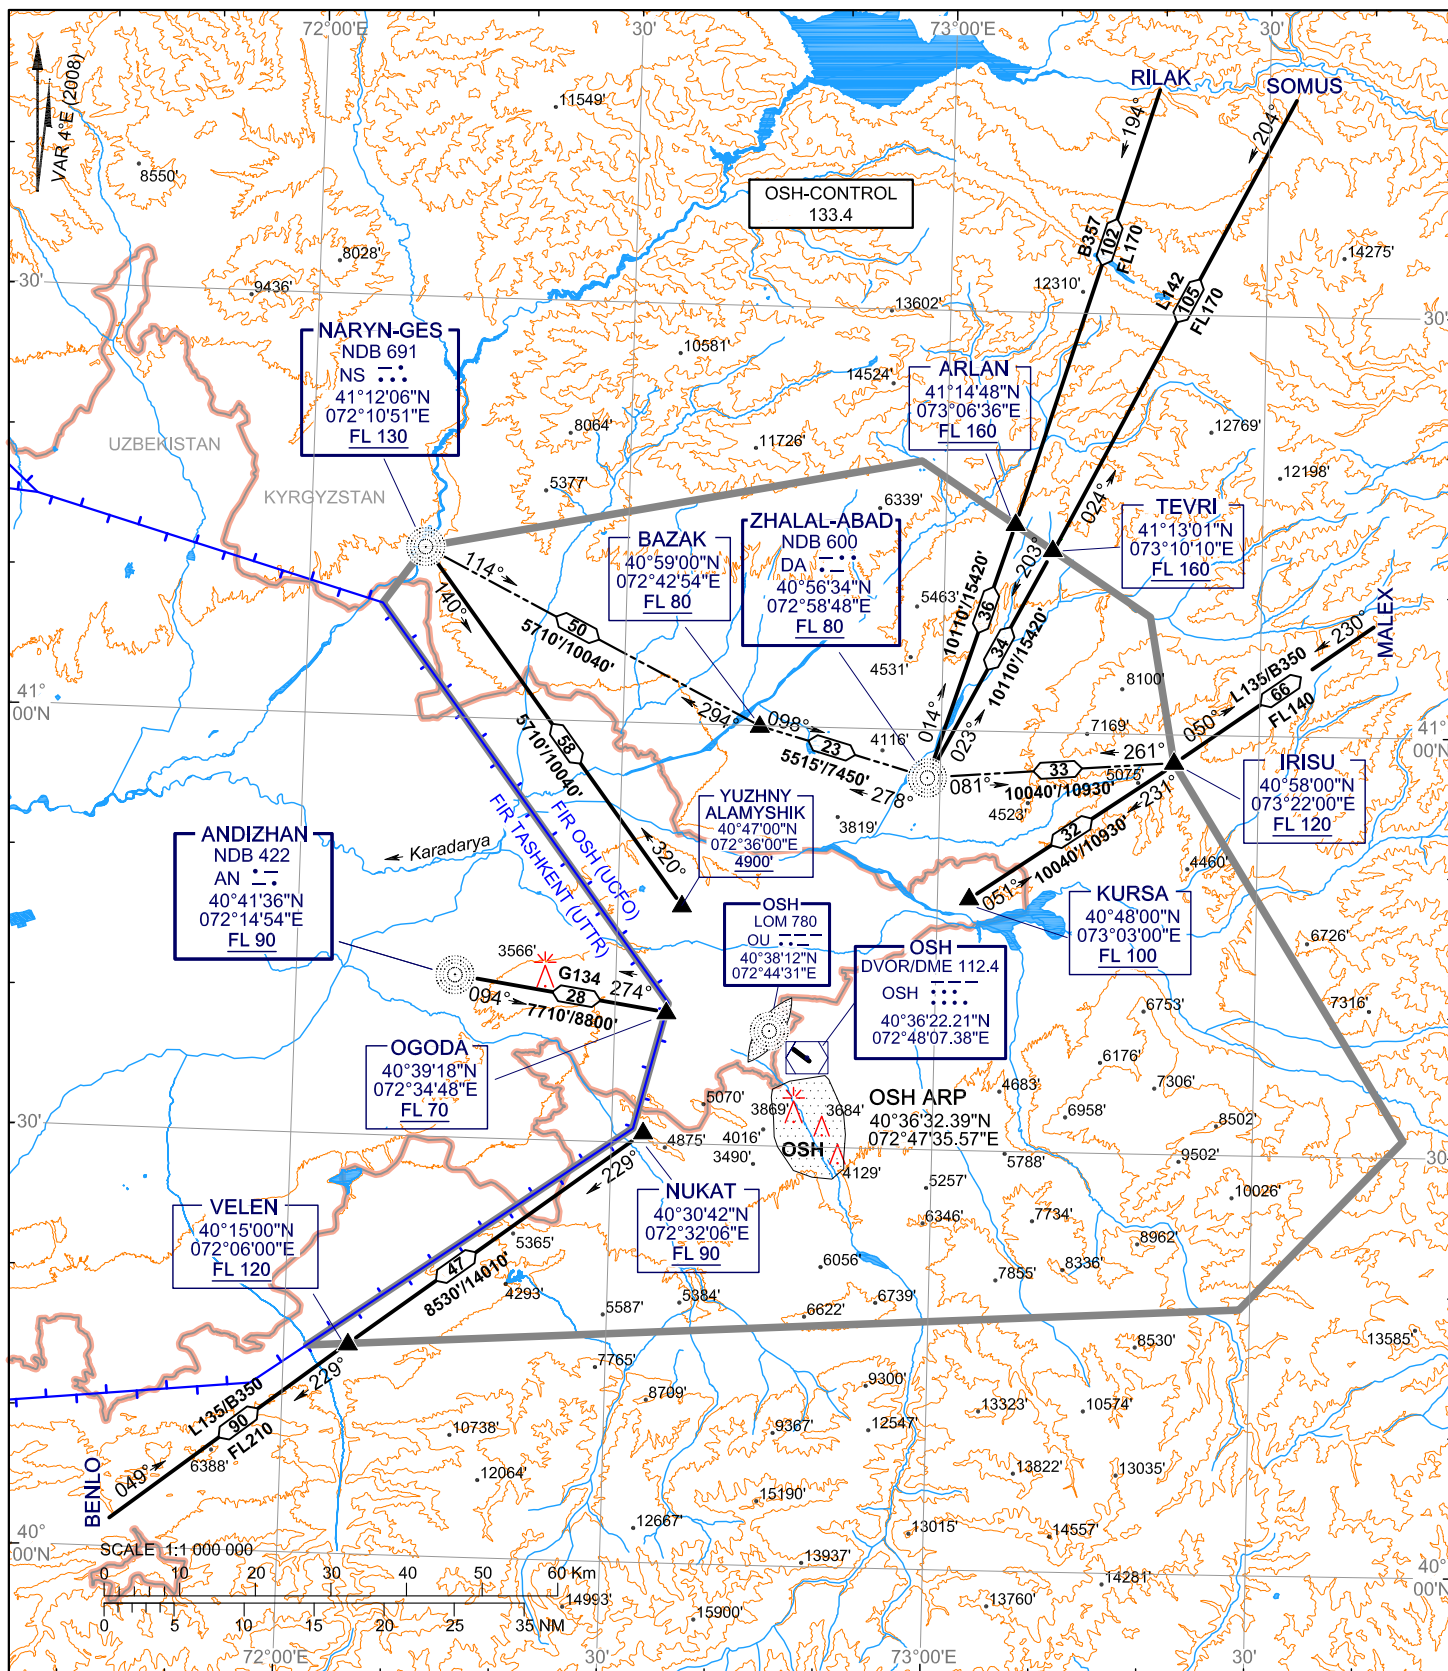 72°00'E
30'
73°00'E
30'
VAR 4°E (2008)
11549'
8550'
RILAK
SOMUS
194°
204°
OSH-CONTROL
133.4
8028'
9436'
B357
102
FL170
14275'
12310'
L142
105
FL170
30'
30'
13602'
NARYN-GES
NDB 691
NS
41°12'06"N
072°10'51"E
FL 130
10581'
14524'
ARLAN
41°14'48"N
073°06'36"E
FL 160
8064'
11726'
12769'
12198'
UZBEKISTAN
KYRGYZSTAN
5377'
6339'
024°
TEVRI
41°13'01"N
073°10'10"E
FL 160
BAZAK
40°59'00"N
072°42'54"E
FL 80
ZHALAL-ABAD
NDB 600
DA
40°56'34"N
072°58'48"E
FL 80
114°
140°
203°
5463'
10110'/15420'
36
34
10110'/15420'
50
5710'/10040'
4531'
8100'
230°
MALEX
L135/B350
66
FL140
050°
41°
00'N
41°
00'N
294°
098°
014°
023°
7169'
4116'
23
5515'/7450'
278°
58
5710'/10040'
081°
33
261°
10040'/10930'
5075'
231°
4523'
IRISU
40°58'00"N
073°22'00"E
FL 120
YUZHNY
ALAMYSHIK
40°47'00"N
072°36'00"E
4900'
3819'
32
10040'/10930'
051°
4460'
FIR OSH (UCFO)
FIR TASHKENT (UTTR)
320°
Karadarya
ANDIZHAN
NDB 422
AN
40°41'36"N
072°14'54"E
FL 90
KURSA
40°48'00"N
073°03'00"E
FL 100
OSH
LOM 780
OU
40°38'12"N
072°44'31"E
OSH
DVOR/DME 112.4
OSH
40°36'22.21"N
072°48'07.38"E
6726'
3566'
G134
28
274°
094°
7710'/8800'
6753'
7316'
OGODA
40°39'18"N
072°34'48"E
FL 70
6176'
7306'
4683'
6958'
8502'
5070'
3869'
4016'
3684'
3490'
4129'
OSH
OSH ARP
40°36'32.39"N
072°47'35.57"E
30'
30'
4875'
229°
5788'
9502'
5257'
10026'
NUKAT
40°30'42"N
072°32'06"E
FL 90
VELEN
40°15'00"N
072°06'00"E
FL 120
6346'
7734'
8962'
5365'
47
8530'/14010'
6056'
8336'
7855'
4293'
5587'
5384'
6739'
6622'
13585'
8530'
229°
7765'
8709'
9300'
13323'
10574'
L135/B350
90
FL210
10738'
9367'
12547'
6388'
049°
BENLO
12064'
13822'
13035'
15190'
12667'
13015'
14557'
40°
00'N
40°
00'N
13937'
14281'
SCALE 1:1 000 000
0 10 20 30 40 50 60 Km
0 5 10 15 20 25 35 NM
14993'
15900'
13760'
72°00'E
30'
73°00'E
30'